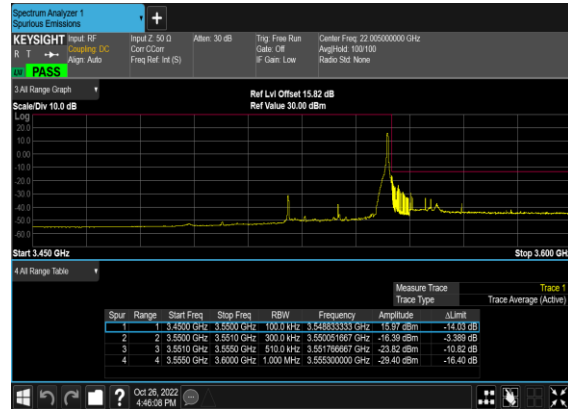 Spectrum Analyzer 1
Spurious Emissions
+
KEYSIGHT Input: RF Input Z: 50 Ω Atten: 30 dB Trig: Free Run Center Freq: 22.005000000 GHz
R T Coupling: DC Corr CCorr Gate: Off Avg|Hold: 100/100
Align: Auto Freq Ref: Int (S) IF Gain: Low Radio Std: None
PASS
3 All Range Graph
Ref Lvl Offset 15.82 dB
Scale/Div 10.0 dB Ref Value 30.00 dBm
Log
20.0
10.0
0.00
-10.0
-20.0
-30.0
-40.0
-50.0
-60.0
Start 3.450 GHz Stop 3.600 GHz
4 All Range Table
Measure Trace Trace 1
Trace Type Trace Average (Active)
Spur Range Start Freq Stop Freq RBW Frequency Amplitude ΔLimit
1 1 3.4500 GHz 3.5500 GHz 100.0 kHz 3.548833333 GHz 15.97 dBm -14.03 dB
2 2 3.5500 GHz 3.5510 GHz 300.0 kHz 3.550051667 GHz -16.39 dBm -3.389 dB
3 3 3.5510 GHz 3.5550 GHz 510.0 kHz 3.551766667 GHz -23.82 dBm -10.82 dB
4 4 3.5550 GHz 3.6000 GHz 1.000 MHz 3.555300000 GHz -29.40 dBm -16.40 dB
? Oct 26, 2022
4:46:08 PM